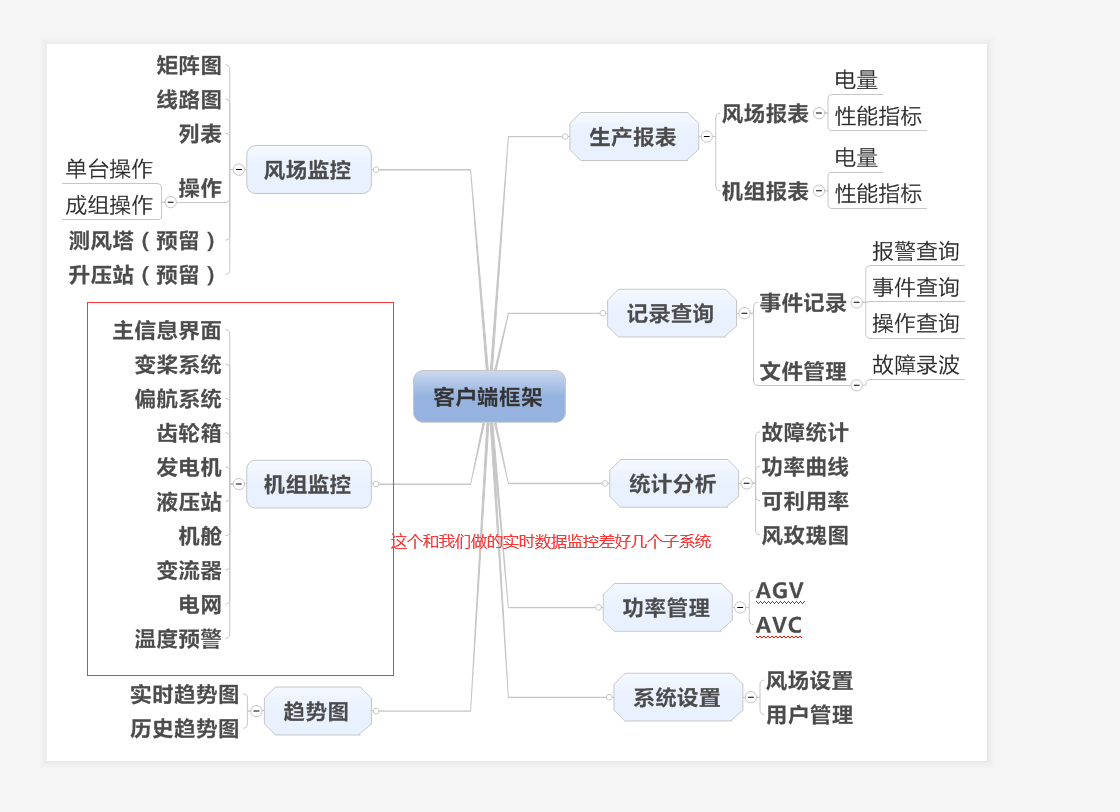 矩阵图
线路图
列表
单台操作
成组操作
操作
测风塔（预留）
升压站（预留）
风场监控
主信息界面
变桨系统
偏航系统
齿轮箱
发电机
液压站
机舱
变流器
电网
温度预警
机组监控
这个和我们做的实时数据监控差好几个子系统
实时趋势图
历史趋势图
趋势图
客户端框架
生产报表
风场报表
电量
性能指标
机组报表
电量
性能指标
记录查询
事件记录
报警查询
事件查询
操作查询
文件管理
故障录波
统计分析
故障统计
功率曲线
可利用率
风玫瑰图
功率管理
AGV
AVC
系统设置
风场设置
用户管理